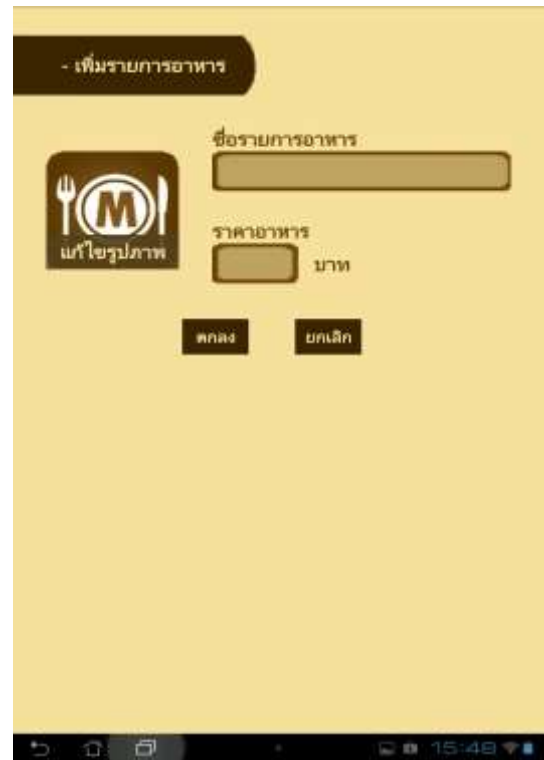 - เพิ่มรายการอาหาร
ชื่อรายการอาหาร
M
แก้ไขรูปภาพ
ราคาอาหาร
บาท
ตกลง
ยกเลิก
15:49